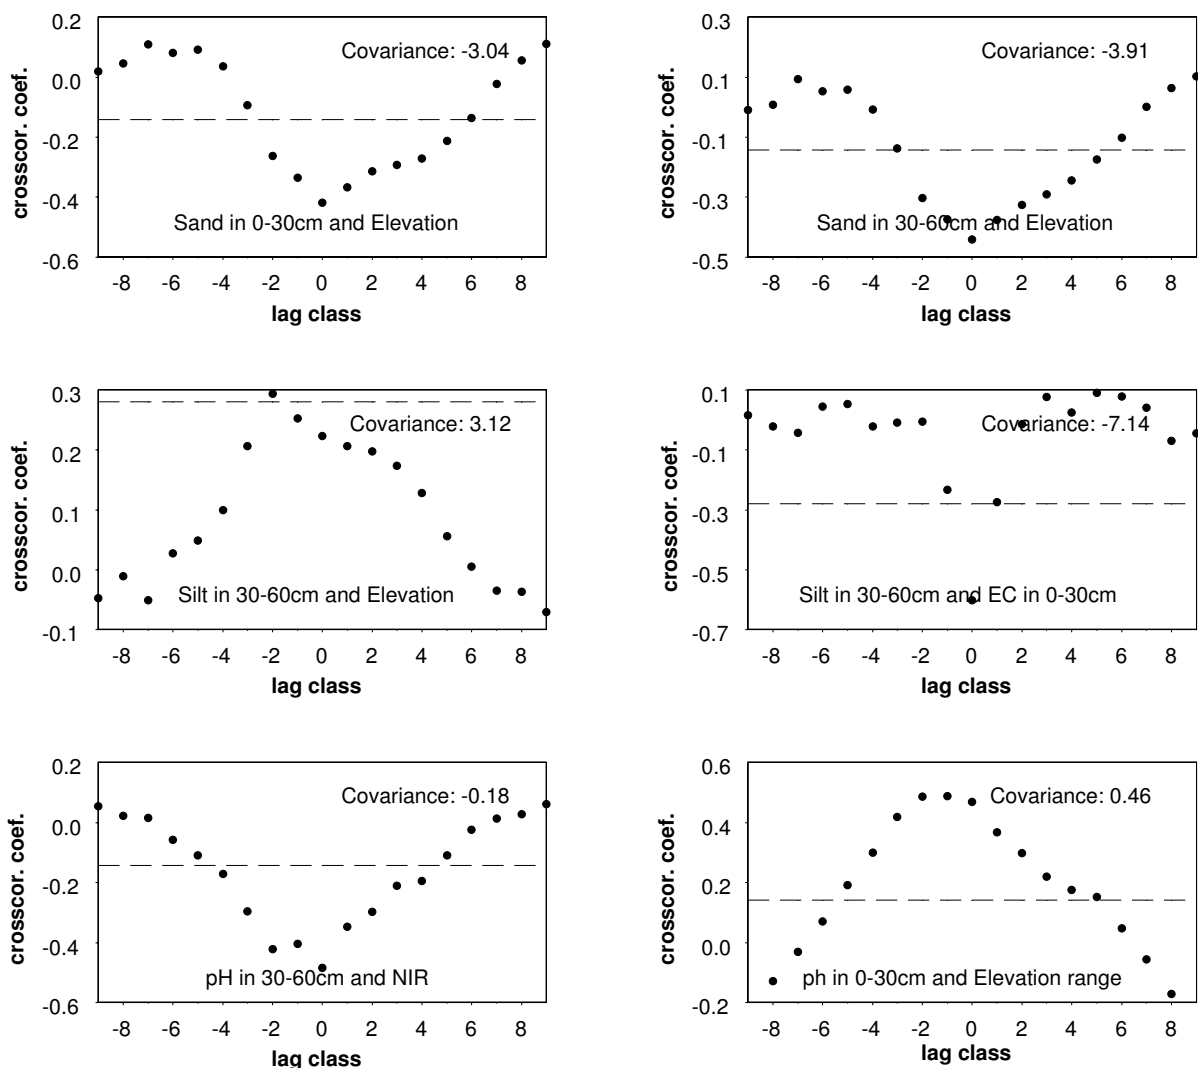 0.2
0.0
-0.2
-0.4
-0.6
crosscor. coef.
Covariance: -3.04
Sand in 0-30cm and Elevation
-8 -6 -4 -2 0 2 4 6 8
lag class
0.3
0.1
-0.1
-0.3
-0.5
crosscor. coef.
Covariance: -3.91
Sand in 30-60cm and Elevation
-8 -6 -4 -2 0 2 4 6 8
lag class
0.3
0.2
0.1
0.0
-0.1
crosscor. coef.
Covariance: 3.12
Silt in 30-60cm and Elevation
-8 -6 -4 -2 0 2 4 6 8
lag class
0.1
-0.1
-0.3
-0.5
-0.7
crosscor. coef.
Covariance: -7.14
Silt in 30-60cm and EC in 0-30cm
-8 -6 -4 -2 0 2 4 6 8
lag class
0.2
0.0
-0.2
-0.4
-0.6
crosscor. coef.
Covariance: -0.18
pH in 30-60cm and NIR
-8 -6 -4 -2 0 2 4 6 8
lag class
0.6
0.4
0.2
0.0
-0.2
crosscor. coef.
Covariance: 0.46
ph in 0-30cm and Elevation range
-8 -6 -4 -2 0 2 4 6 8
lag class